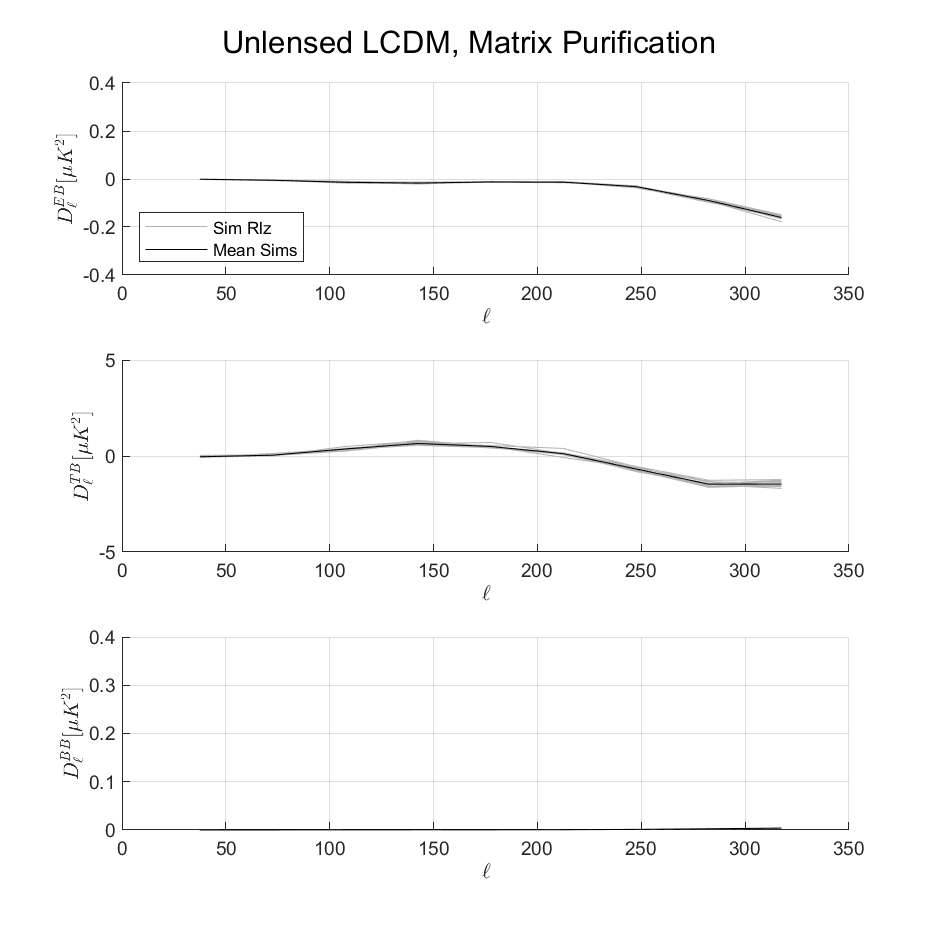 Unlensed LCDM, Matrix Purification
0.4
0.2
0
-0.2
-0.4
D_ℓ^{EB}[μK^2]
Sim Rlz
Mean Sims
0 50 100 150 200 250 300 350
ℓ
5
0
-5
D_ℓ^{TB}[μK^2]
0 50 100 150 200 250 300 350
ℓ
0.4
0.3
0.2
0.1
0
D_ℓ^{BB}[μK^2]
0 50 100 150 200 250 300 350
ℓ